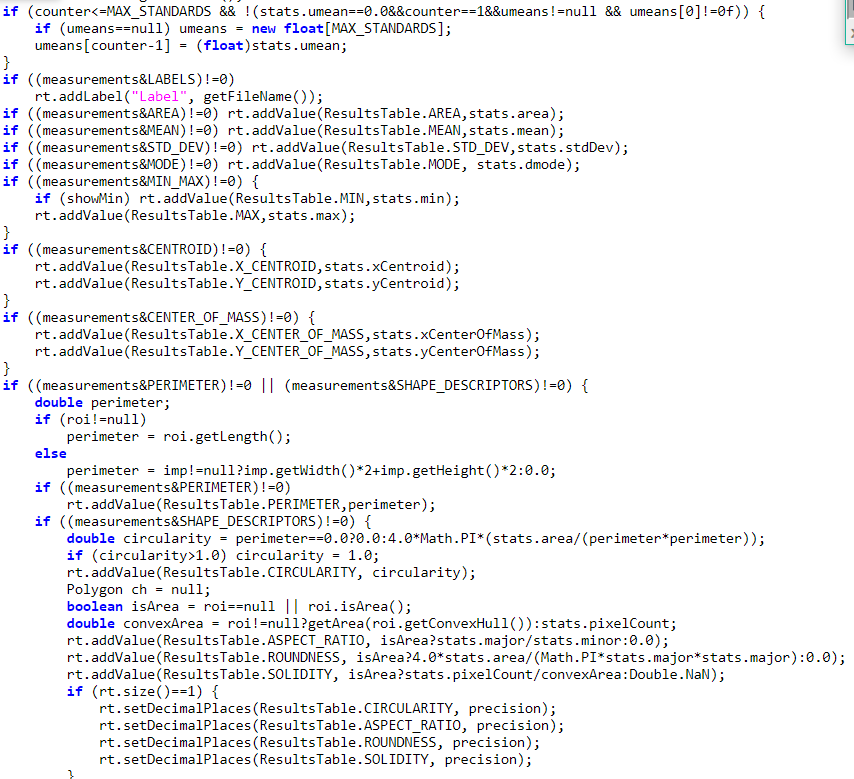 if (counter<=MAX_STANDARDS && !(stats.umean==0.0&&counter==1&&umeans!=null && umeans[0]!=0f)) {
    if (umeans==null) umeans = new float[MAX_STANDARDS];
    umeans[counter-1] = (float)stats.umean;
}
if ((measurements&LABELS)!=0)
    rt.addLabel("Label", getFileName());
if ((measurements&AREA)!=0) rt.addValue(ResultsTable.AREA,stats.area);
if ((measurements&MEAN)!=0) rt.addValue(ResultsTable.MEAN,stats.mean);
if ((measurements&STD_DEV)!=0) rt.addValue(ResultsTable.STD_DEV,stats.stdDev);
if ((measurements&MODE)!=0) rt.addValue(ResultsTable.MODE, stats.dmode);
if ((measurements&MIN_MAX)!=0) {
    if (showMin) rt.addValue(ResultsTable.MIN,stats.min);
    rt.addValue(ResultsTable.MAX,stats.max);
}
if ((measurements&CENTROID)!=0) {
    rt.addValue(ResultsTable.X_CENTROID,stats.xCentroid);
    rt.addValue(ResultsTable.Y_CENTROID,stats.yCentroid);
}
if ((measurements&CENTER_OF_MASS)!=0) {
    rt.addValue(ResultsTable.X_CENTER_OF_MASS,stats.xCenterOfMass);
    rt.addValue(ResultsTable.Y_CENTER_OF_MASS,stats.yCenterOfMass);
}
if ((measurements&PERIMETER)!=0 || (measurements&SHAPE_DESCRIPTORS)!=0) {
    double perimeter;
    if (roi!=null)
        perimeter = roi.getLength();
    else
        perimeter = imp!=null?imp.getWidth()*2+imp.getHeight()*2:0.0;
    if ((measurements&PERIMETER)!=0)
        rt.addValue(ResultsTable.PERIMETER,perimeter);
    if ((measurements&SHAPE_DESCRIPTORS)!=0) {
        double circularity = perimeter==0.0?0.0:4.0*Math.PI*(stats.area/(perimeter*perimeter));
        if (circularity>1.0) circularity = 1.0;
        rt.addValue(ResultsTable.CIRCULARITY, circularity);
        Polygon ch = null;
        boolean isArea = roi==null || roi.isArea();
        double convexArea = roi!=null?getArea(roi.getConvexHull()):stats.pixelCount;
        rt.addValue(ResultsTable.ASPECT_RATIO, isArea?stats.major/stats.minor:0.0);
        rt.addValue(ResultsTable.ROUNDNESS, isArea?4.0*stats.area/(Math.PI*stats.major*stats.major):0.0);
        rt.addValue(ResultsTable.SOLIDITY, isArea?stats.pixelCount/convexArea:Double.NaN);
        if (rt.size()==1) {
            rt.setDecimalPlaces(ResultsTable.CIRCULARITY, precision);
            rt.setDecimalPlaces(ResultsTable.ASPECT_RATIO, precision);
            rt.setDecimalPlaces(ResultsTable.ROUNDNESS, precision);
            rt.setDecimalPlaces(ResultsTable.SOLIDITY, precision);
        }